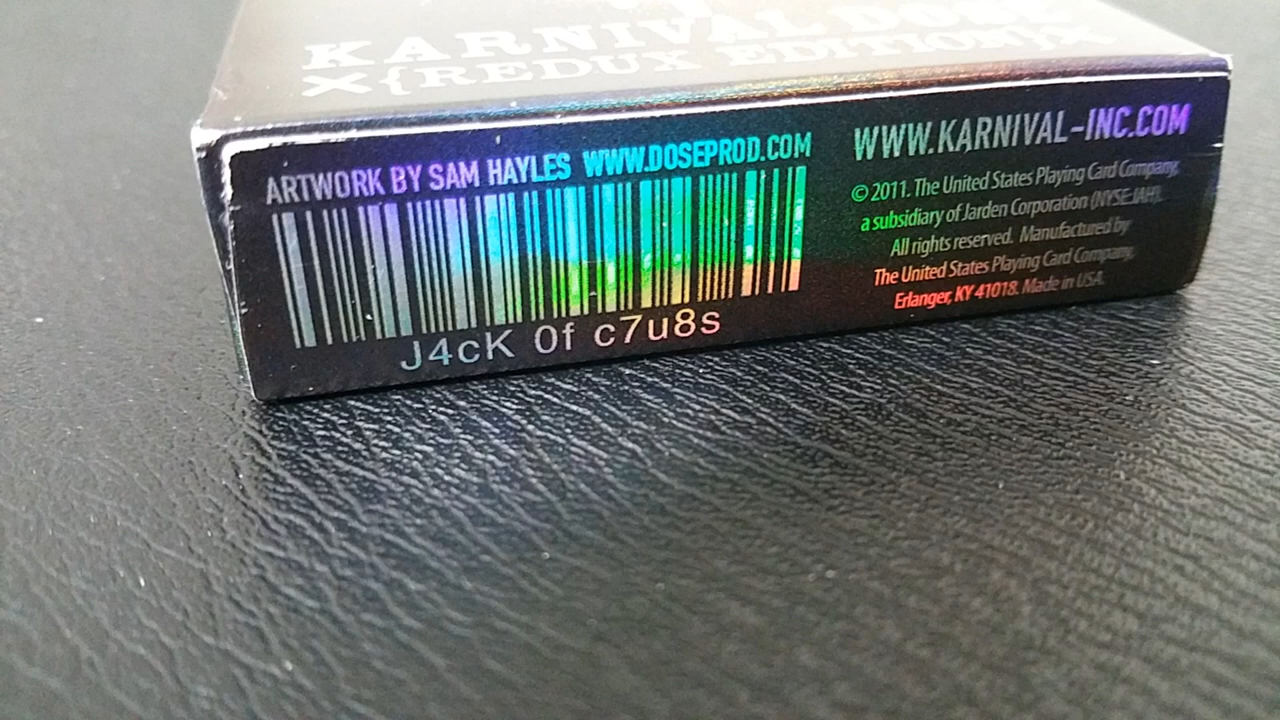 KARNIVAL DOSE
X{REDUX EDITION}X
ARTWORK BY SAM HAYLES WWW.DOSEPROD.COM
J4cK 0f c7u8s
WWW.KARNIVAL-INC.COM
© 2011. The United States Playing Card Company,
a subsidiary of Jarden Corporation (NYSE:JAH).
All rights reserved. Manufactured by
The United States Playing Card Company,
Erlanger, KY 41018. Made in USA.